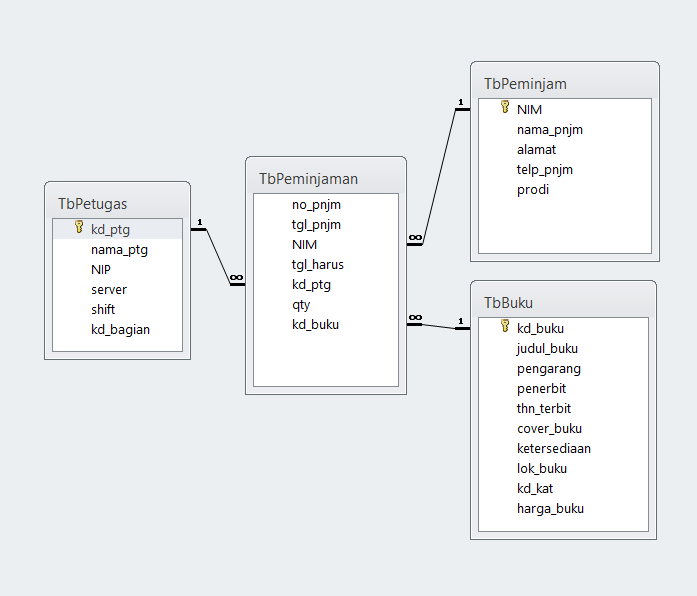 TbPetugas
kd_ptg
nama_ptg
NIP
server
shift
kd_bagian
1
∞
TbPeminjaman
no_pnjm
tgl_pnjm
NIM
tgl_harus
kd_ptg
qty
kd_buku
∞
1
∞
1
TbPeminjam
NIM
nama_pnjm
alamat
telp_pnjm
prodi
TbBuku
kd_buku
judul_buku
pengarang
penerbit
thn_terbit
cover_buku
ketersediaan
lok_buku
kd_kat
harga_buku